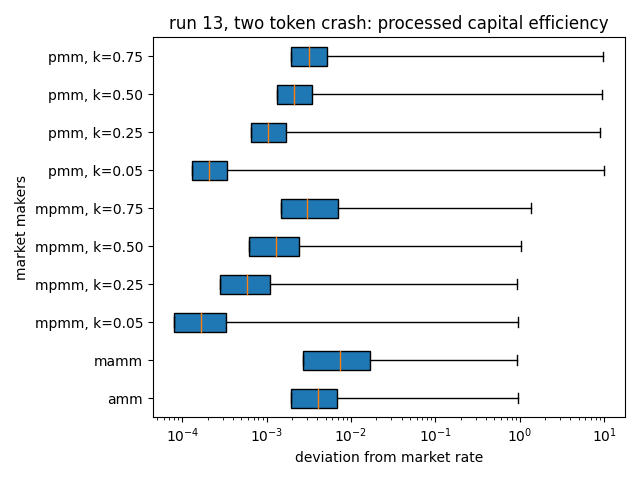 run 13, two token crash: processed capital efficiency
pmm, k=0.75
pmm, k=0.50
pmm, k=0.25
pmm, k=0.05
mpmm, k=0.75
mpmm, k=0.50
mpmm, k=0.25
mpmm, k=0.05
mamm
amm
market makers
10⁻⁴ 10⁻³ 10⁻² 10⁻¹ 10⁰ 10¹
deviation from market rate